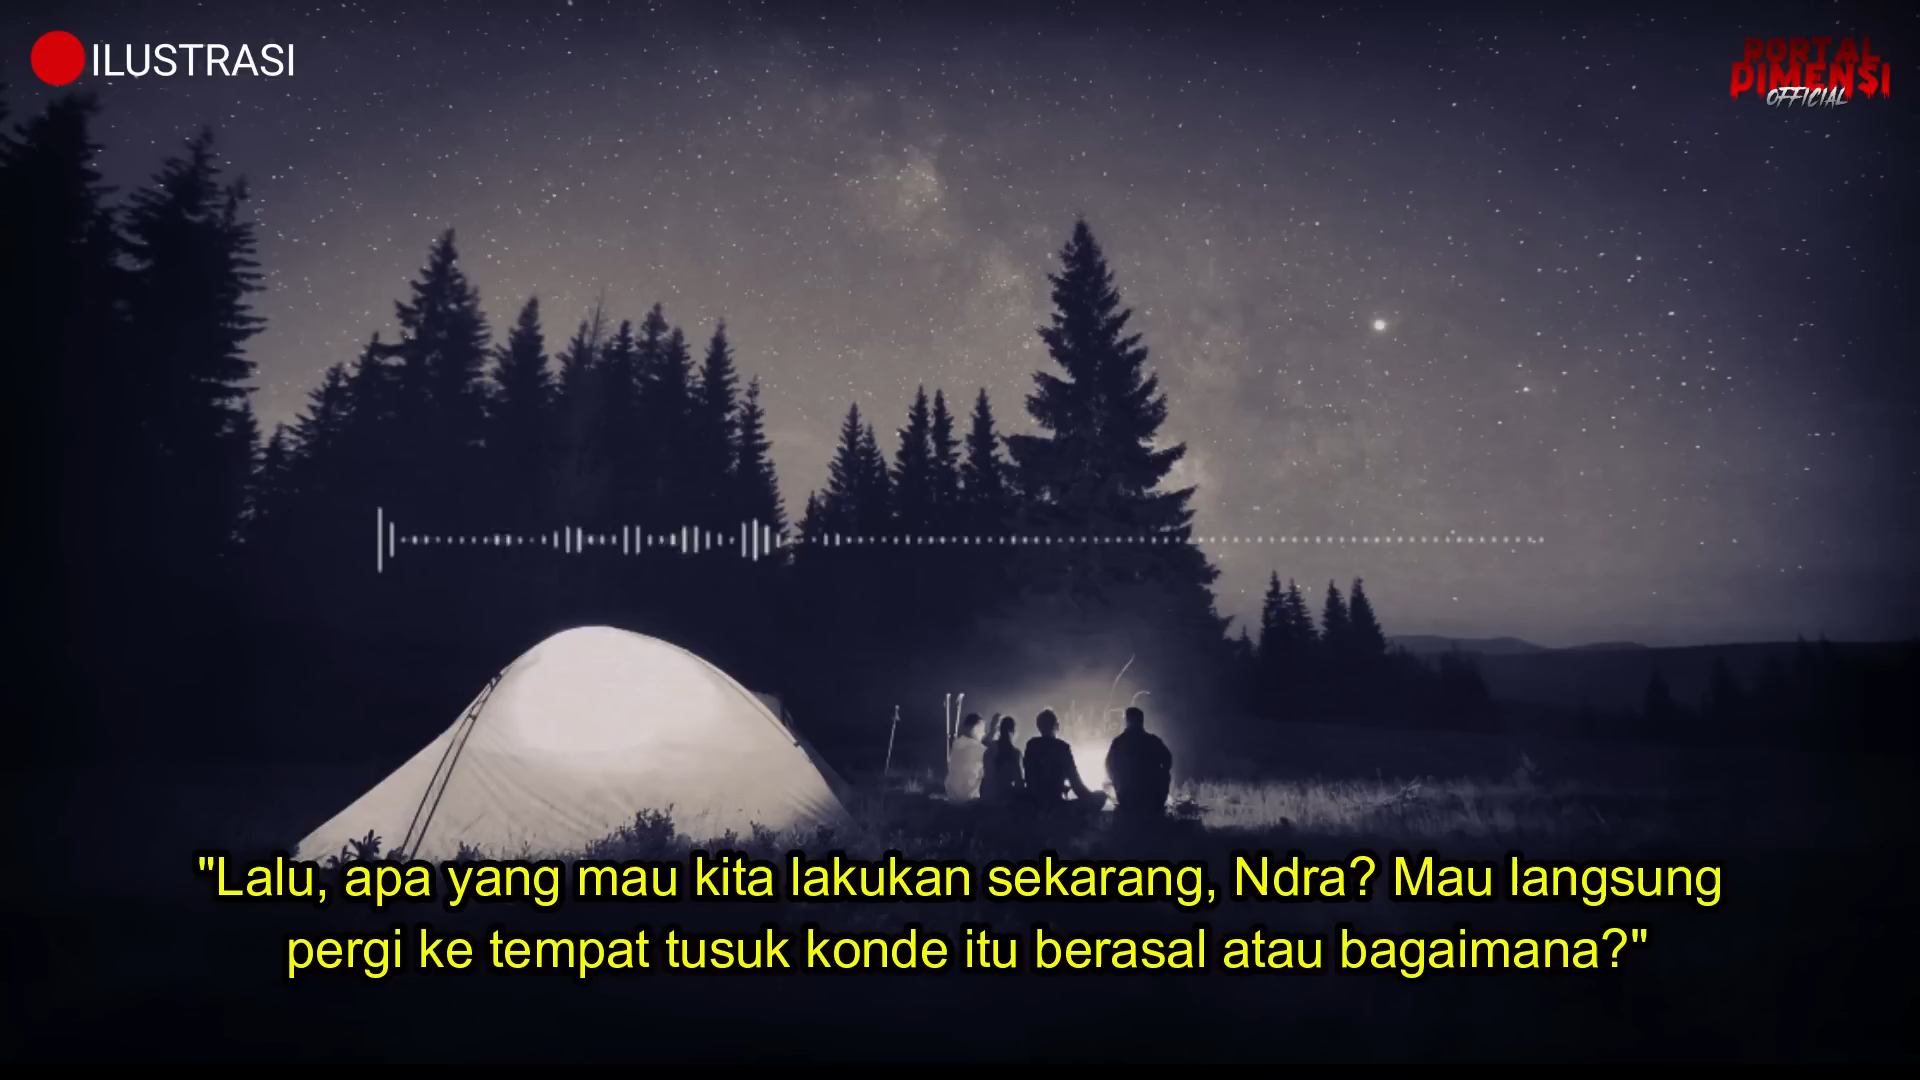 ILUSTRASI
PORTAL
DIMENSI
OFFICIAL
"Lalu, apa yang mau kita lakukan sekarang, Ndra? Mau langsung
pergi ke tempat tusuk konde itu berasal atau bagaimana?"